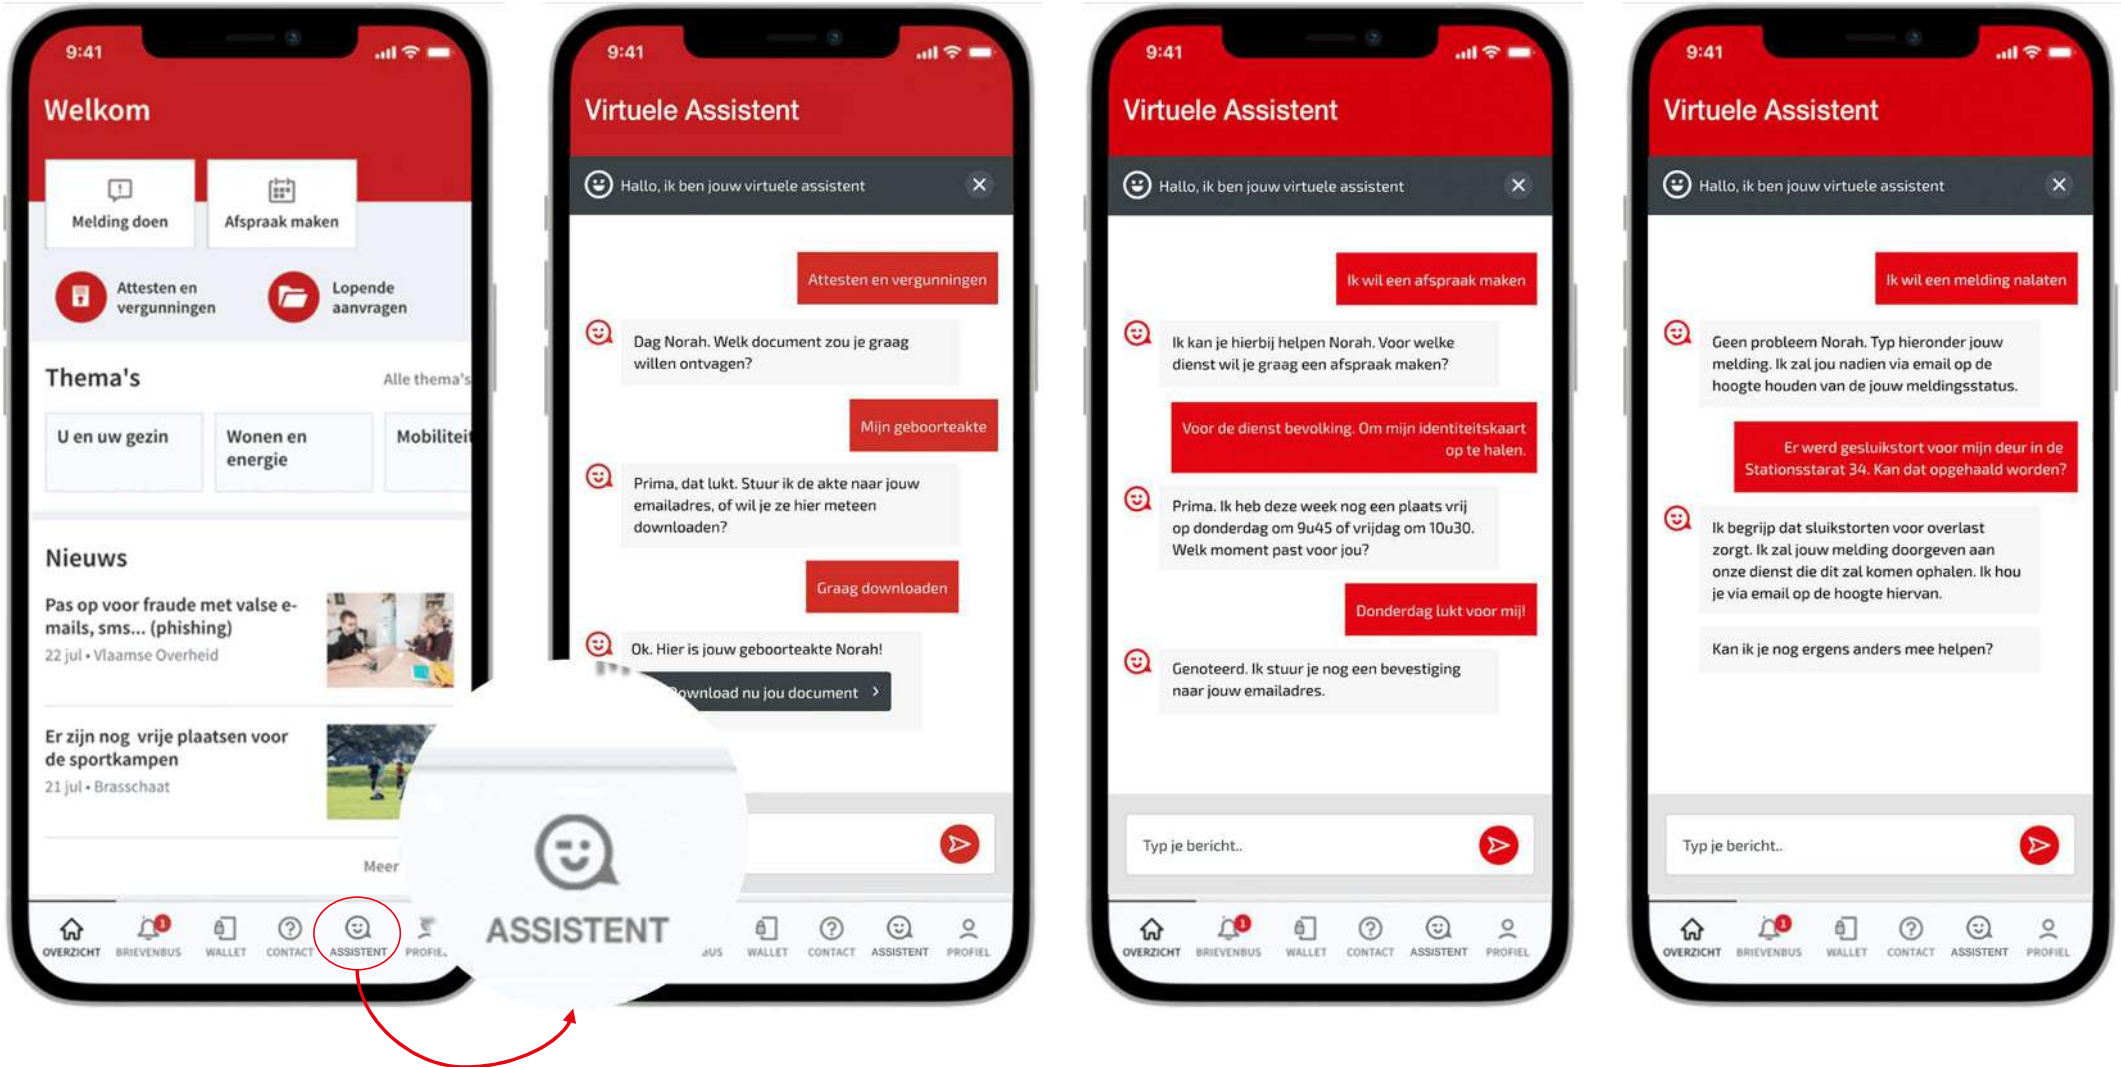 9:41
Welkom
Melding doen
Afspraak maken
Attesten en
vergunningen
Lopende
aanvragen
Thema's
Alle thema's
U en uw gezin
Wonen en
energie
Mobiliteit
Nieuws
Pas op voor fraude met valse e-
mails, sms... (phishing)
22 jul • Vlaamse Overheid
Er zijn nog vrije plaatsen voor
de sportkampen
21 jul • Brasschaat
Meer
OVERZICHT
1
BRIEVENBUS
WALLET
CONTACT
ASSISTENT
PROFIEL
ASSISTENT
9:41
Virtuele Assistent
Hallo, ik ben jouw virtuele assistent
Attesten en vergunningen
Dag Norah. Welk document zou je graag
willen ontvagen?
Mijn geboorteakte
Prima, dat lukt. Stuur ik de akte naar jouw
emailadres, of wil je ze hier meteen
downloaden?
Graag downloaden
Ok. Hier is jouw geboorteakte Norah!
Download nu jou document
WALLET
CONTACT
ASSISTENT
PROFIEL
9:41
Virtuele Assistent
Hallo, ik ben jouw virtuele assistent
Ik wil een afspraak maken
Ik kan je hierbij helpen Norah. Voor welke
dienst wil je graag een afspraak maken?
Voor de dienst bevolking. Om mijn identiteitskaart
op te halen.
Prima. Ik heb deze week nog een plaats vrij
op donderdag om 9u45 of vrijdag om 10u30.
Welk moment past voor jou?
Donderdag lukt voor mij!
Genoteerd. Ik stuur je nog een bevestiging
naar jouw emailadres.
Typ je bericht..
OVERZICHT
1
BRIEVENBUS
WALLET
CONTACT
ASSISTENT
PROFIEL
9:41
Virtuele Assistent
Hallo, ik ben jouw virtuele assistent
Ik wil een melding nalaten
Geen probleem Norah. Typ hieronder jouw
melding. Ik zal jou nadien via email op de
hoogte houden van de jouw meldingsstatus.
Er werd gesluikstort voor mijn deur in de
Stationsstarat 34. Kan dat opgehaald worden?
Ik begrijp dat sluikstorten voor overlast
zorgt. Ik zal jouw melding doorgeven aan
onze dienst die dit zal komen ophalen. Ik hou
je via email op de hoogte hiervan.
Kan ik je nog ergens anders mee helpen?
Typ je bericht..
OVERZICHT
1
BRIEVENBUS
WALLET
CONTACT
ASSISTENT
PROFIEL